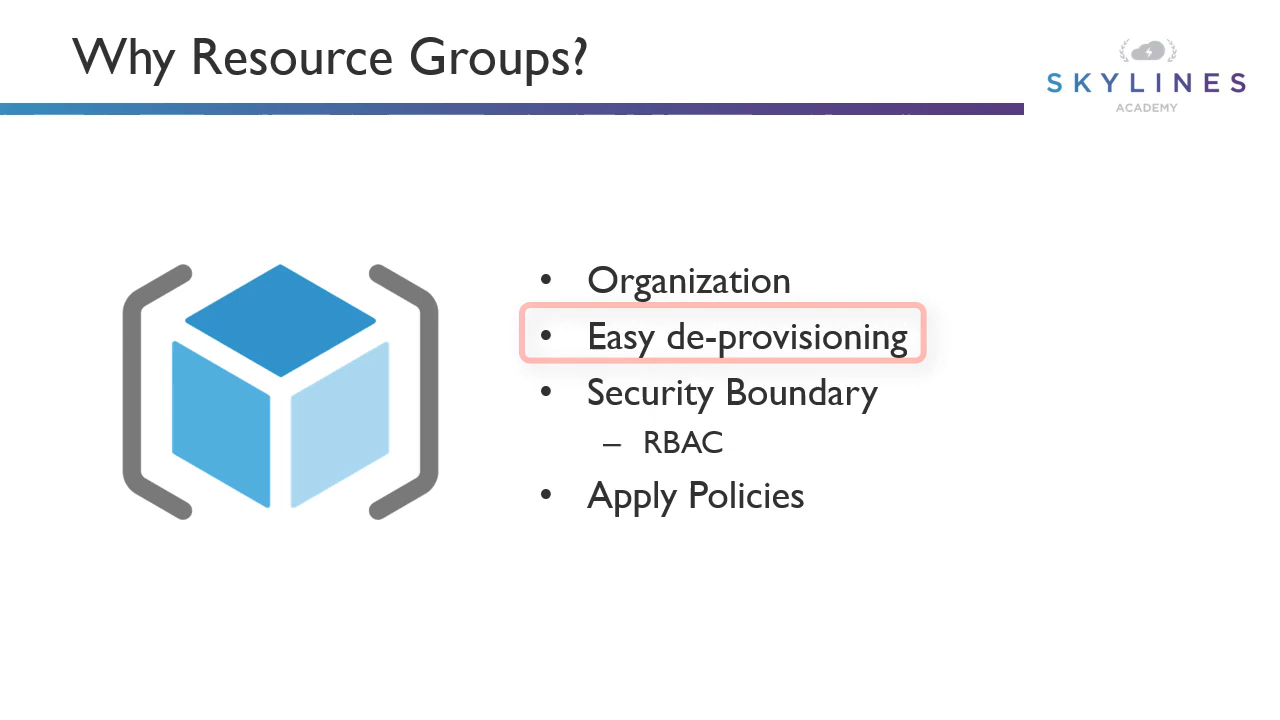 Why Resource Groups?
SKYLINES
ACADEMY
• Organization
• Easy de-provisioning
• Security Boundary
– RBAC
• Apply Policies